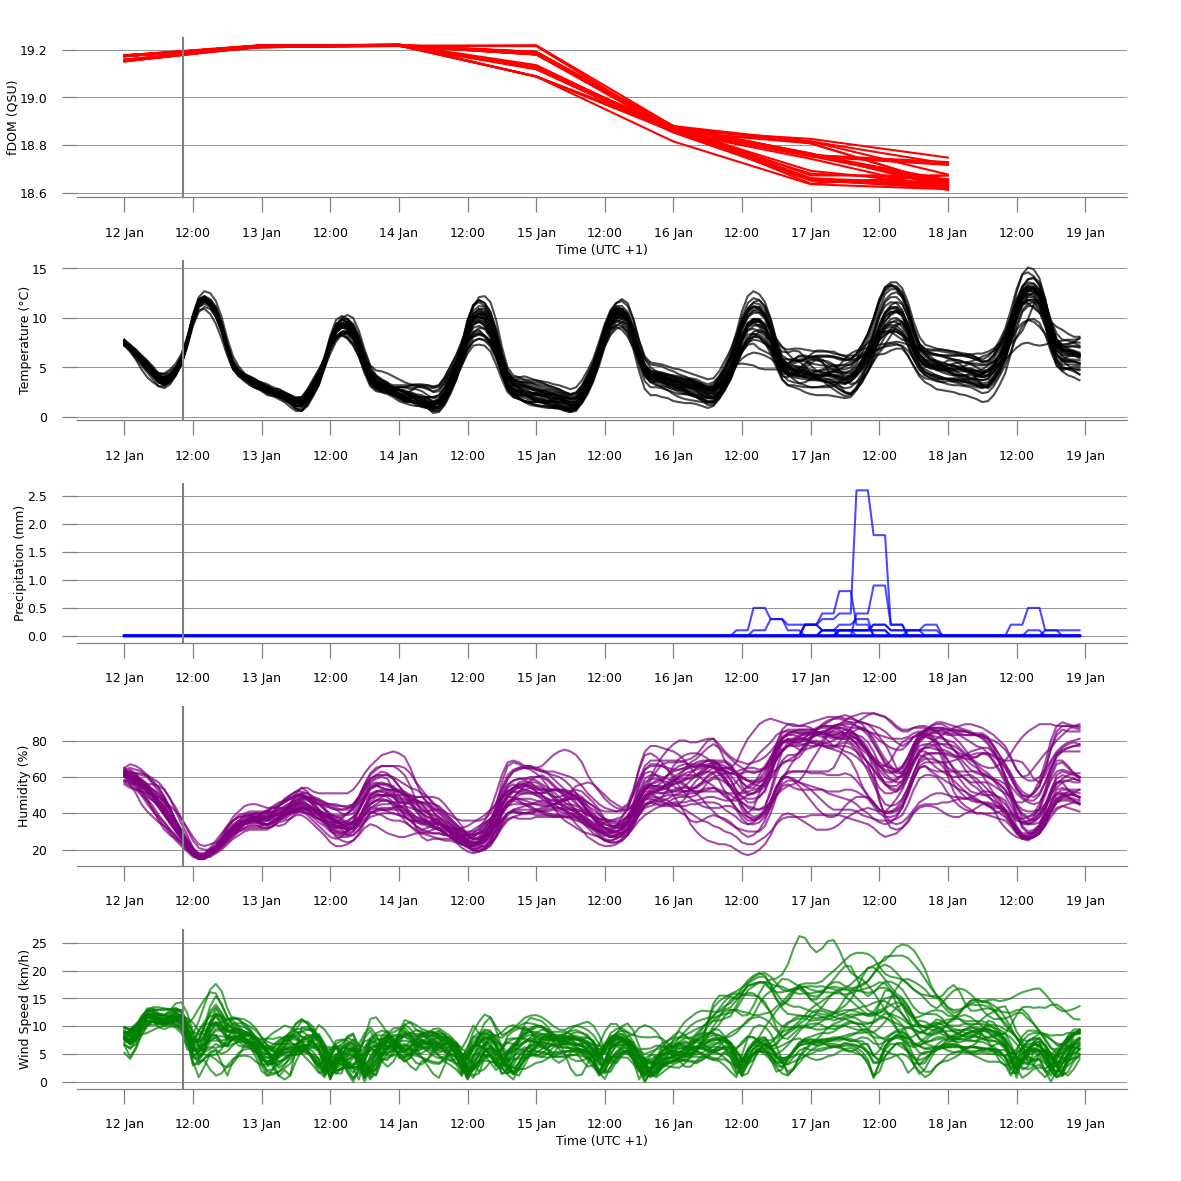 19.2
19.0
18.8
18.6
fDOM (QSU)
12 Jan 12:00 13 Jan 12:00 14 Jan 12:00 15 Jan 12:00 16 Jan 12:00 17 Jan 12:00 18 Jan 12:00 19 Jan
Time (UTC +1)
15
10
5
0
Temperature (°C)
12 Jan 12:00 13 Jan 12:00 14 Jan 12:00 15 Jan 12:00 16 Jan 12:00 17 Jan 12:00 18 Jan 12:00 19 Jan
2.5
2.0
1.5
1.0
0.5
0.0
Precipitation (mm)
12 Jan 12:00 13 Jan 12:00 14 Jan 12:00 15 Jan 12:00 16 Jan 12:00 17 Jan 12:00 18 Jan 12:00 19 Jan
80
60
40
20
Humidity (%)
12 Jan 12:00 13 Jan 12:00 14 Jan 12:00 15 Jan 12:00 16 Jan 12:00 17 Jan 12:00 18 Jan 12:00 19 Jan
25
20
15
10
5
0
Wind Speed (km/h)
12 Jan 12:00 13 Jan 12:00 14 Jan 12:00 15 Jan 12:00 16 Jan 12:00 17 Jan 12:00 18 Jan 12:00 19 Jan
Time (UTC +1)